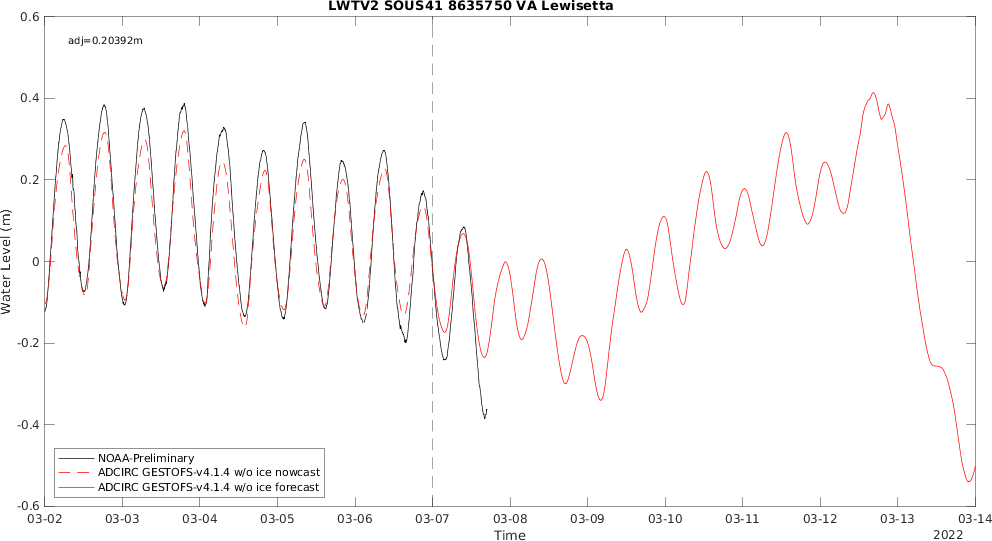 LWTV2 SOUS41 8635750 VA Lewisetta
adj=0.20392m
0.6
0.4
0.2
0
-0.2
-0.4
-0.6
Water Level (m)
NOAA-Preliminary
ADCIRC GESTOFS-v4.1.4 w/o ice nowcast
ADCIRC GESTOFS-v4.1.4 w/o ice forecast
03-02 03-03 03-04 03-05 03-06 03-07 03-08 03-09 03-10 03-11 03-12 03-13 03-14
Time
2022